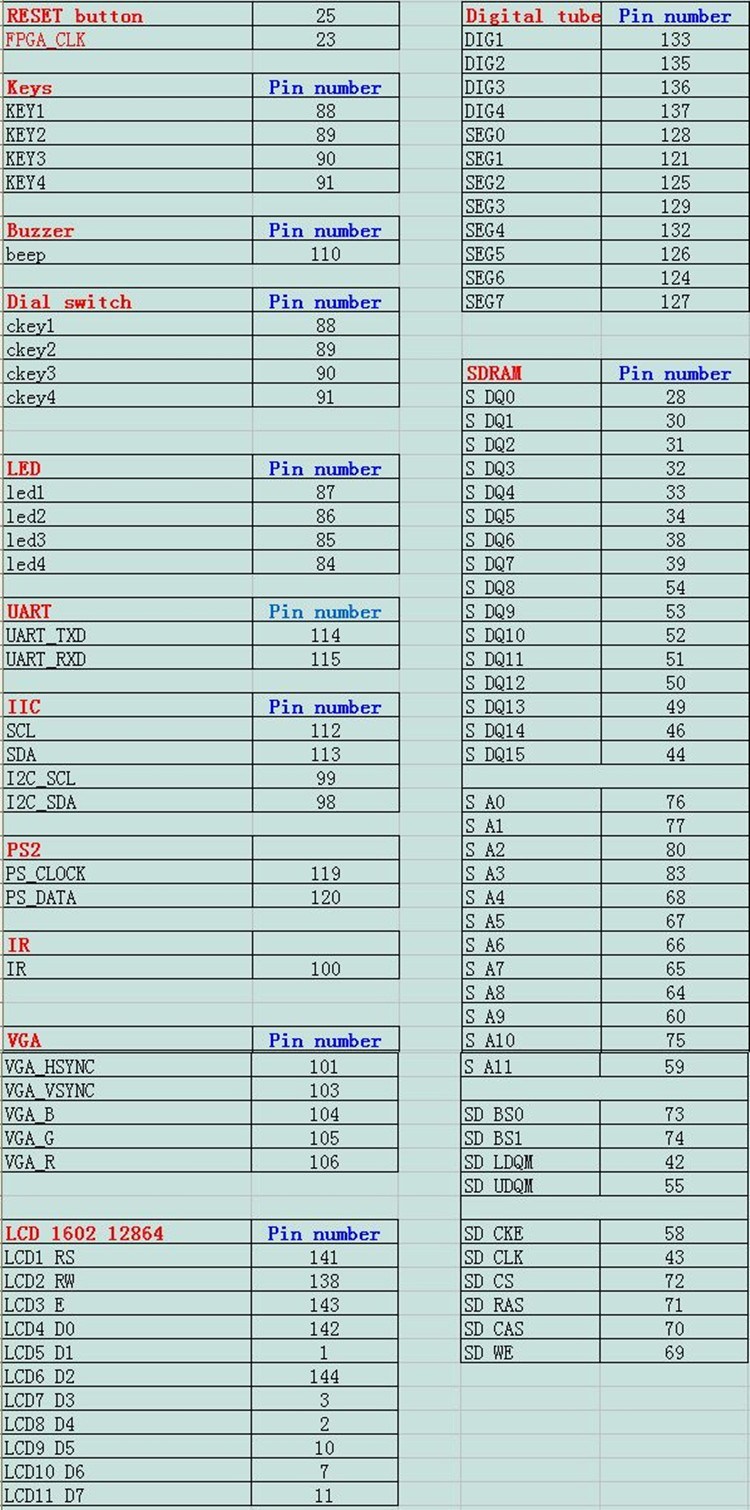 RESET button 25
FPGA_CLK 23
Keys Pin number
KEY1 88
KEY2 89
KEY3 90
KEY4 91
Buzzer Pin number
beep 110
Dial switch Pin number
ckey1 88
ckey2 89
ckey3 90
ckey4 91
LED Pin number
led1 87
led2 86
led3 85
led4 84
UART Pin number
UART_TXD 114
UART_RXD 115
IIC Pin number
SCL 112
SDA 113
I2C_SCL 99
I2C_SDA 98
PS2
PS_CLOCK 119
PS_DATA 120
IR
IR 100
VGA Pin number
VGA_HSYNC 101
VGA_VSYNC 103
VGA_B 104
VGA_G 105
VGA_R 106
LCD 1602 12864 Pin number
LCD1 RS 141
LCD2 RW 138
LCD3 E 143
LCD4 D0 142
LCD5 D1 1
LCD6 D2 144
LCD7 D3 3
LCD8 D4 2
LCD9 D5 10
LCD10 D6 7
LCD11 D7 11
Digital tube Pin number
DIG1 133
DIG2 135
DIG3 136
DIG4 137
SEG0 128
SEG1 121
SEG2 125
SEG3 129
SEG4 132
SEG5 126
SEG6 124
SEG7 127
SDRAM Pin number
S DQ0 28
S DQ1 30
S DQ2 31
S DQ3 32
S DQ4 33
S DQ5 34
S DQ6 38
S DQ7 39
S DQ8 54
S DQ9 53
S DQ10 52
S DQ11 51
S DQ12 50
S DQ13 49
S DQ14 46
S DQ15 44
S A0 76
S A1 77
S A2 80
S A3 83
S A4 68
S A5 67
S A6 66
S A7 65
S A8 64
S A9 60
S A10 75
S A11 59
SD BS0 73
SD BS1 74
SD LDQM 42
SD UDQM 55
SD CKE 58
SD CLK 43
SD CS 72
SD RAS 71
SD CAS 70
SD WE 69